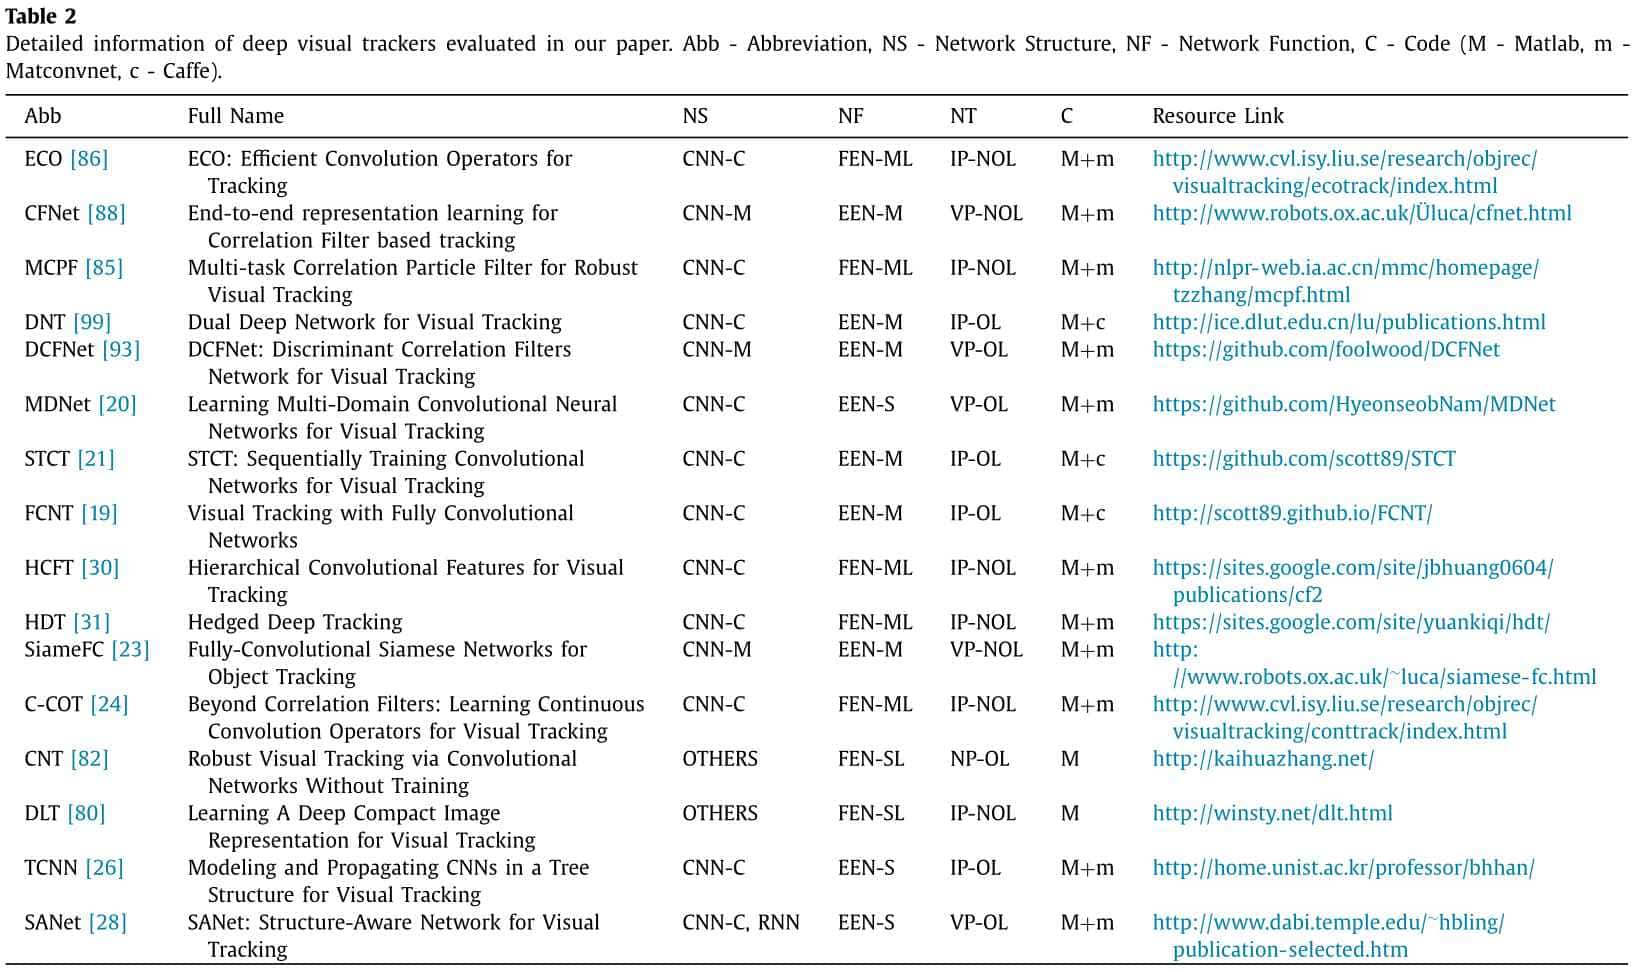 Table 2
Detailed information of deep visual trackers evaluated in our paper. Abb - Abbreviation, NS - Network Structure, NF - Network Function, C - Code (M - Matlab, m -
Matconvnet, c - Caffe).
Abb Full Name NS NF NT C Resource Link
ECO [86] ECO: Efficient Convolution Operators for CNN-C FEN-ML IP-NOL M+m http://www.cvl.isy.liu.se/research/objrec/
Tracking visualtracking/ecotrack/index.html
CFNet [88] End-to-end representation learning for CNN-M EEN-M VP-NOL M+m http://www.robots.ox.ac.uk/Üluca/cfnet.html
Correlation Filter based tracking
MCPF [85] Multi-task Correlation Particle Filter for Robust CNN-C FEN-ML IP-NOL M+m http://nlpr-web.ia.ac.cn/mmc/homepage/
Visual Tracking tzzhang/mcpf.html
DNT [99] Dual Deep Network for Visual Tracking CNN-C EEN-M IP-OL M+c http://ice.dlut.edu.cn/lu/publications.html
DCFNet [93] DCFNet: Discriminant Correlation Filters CNN-M EEN-M VP-OL M+m https://github.com/foolwood/DCFNet
Network for Visual Tracking
MDNet [20] Learning Multi-Domain Convolutional Neural CNN-C EEN-S VP-OL M+m https://github.com/HyeonseobNam/MDNet
Networks for Visual Tracking
STCT [21] STCT: Sequentially Training Convolutional CNN-C EEN-M IP-OL M+c https://github.com/scott89/STCT
Networks for Visual Tracking
FCNT [19] Visual Tracking with Fully Convolutional CNN-C EEN-M IP-OL M+c http://scott89.github.io/FCNT/
Networks
HCFT [30] Hierarchical Convolutional Features for Visual CNN-C FEN-ML IP-NOL M+m https://sites.google.com/site/jbhuang0604/
Tracking publications/cf2
HDT [31] Hedged Deep Tracking CNN-C FEN-ML IP-NOL M+m https://sites.google.com/site/yuankiqi/hdt/
SiameFC [23] Fully-Convolutional Siamese Networks for CNN-M EEN-M VP-NOL M+m http:
Object Tracking //www.robots.ox.ac.uk/~luca/siamese-fc.html
C-COT [24] Beyond Correlation Filters: Learning Continuous CNN-C FEN-ML IP-NOL M+m http://www.cvl.isy.liu.se/research/objrec/
Convolution Operators for Visual Tracking visualtracking/conttrack/index.html
CNT [82] Robust Visual Tracking via Convolutional OTHERS FEN-SL NP-OL M http://kaihuazhang.net/
Networks Without Training
DLT [80] Learning A Deep Compact Image OTHERS FEN-SL IP-NOL M http://winsty.net/dlt.html
Representation for Visual Tracking
TCNN [26] Modeling and Propagating CNNs in a Tree CNN-C EEN-S IP-OL M+m http://home.unist.ac.kr/professor/bhhan/
Structure for Visual Tracking
SANet [28] SANet: Structure-Aware Network for Visual CNN-C, RNN EEN-S VP-OL M+m http://www.dabi.temple.edu/~hbling/
Tracking publication-selected.htm